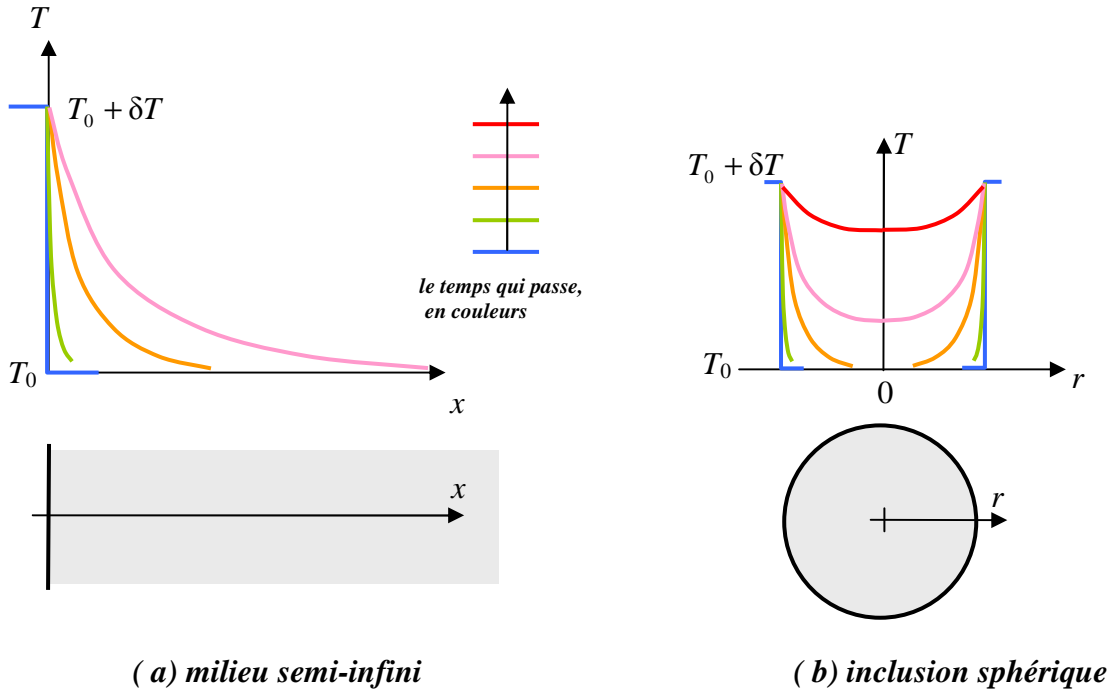 T
T₀ + δT
T₀
x
le temps qui passe,
en couleurs
T
T₀ + δT
T₀
0
r
x
r
( a) milieu semi-infini
( b) inclusion sphérique